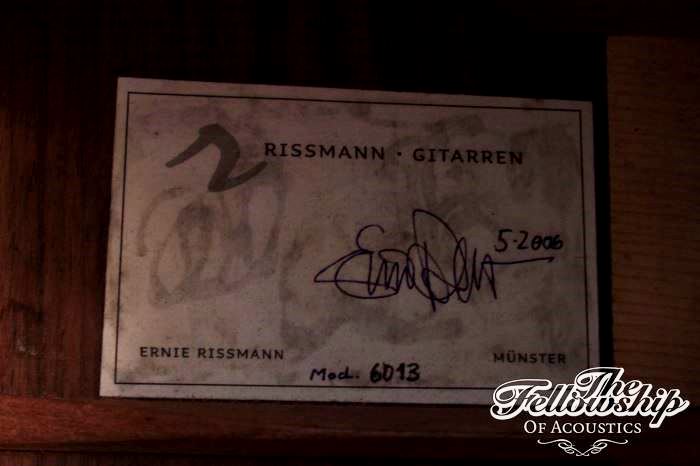 RISSMANN · GITARREN
5-2006
ERNIE RISSMANN
MÜNSTER
Mod. 6013
The
Fellowship
OF ACOUSTICS